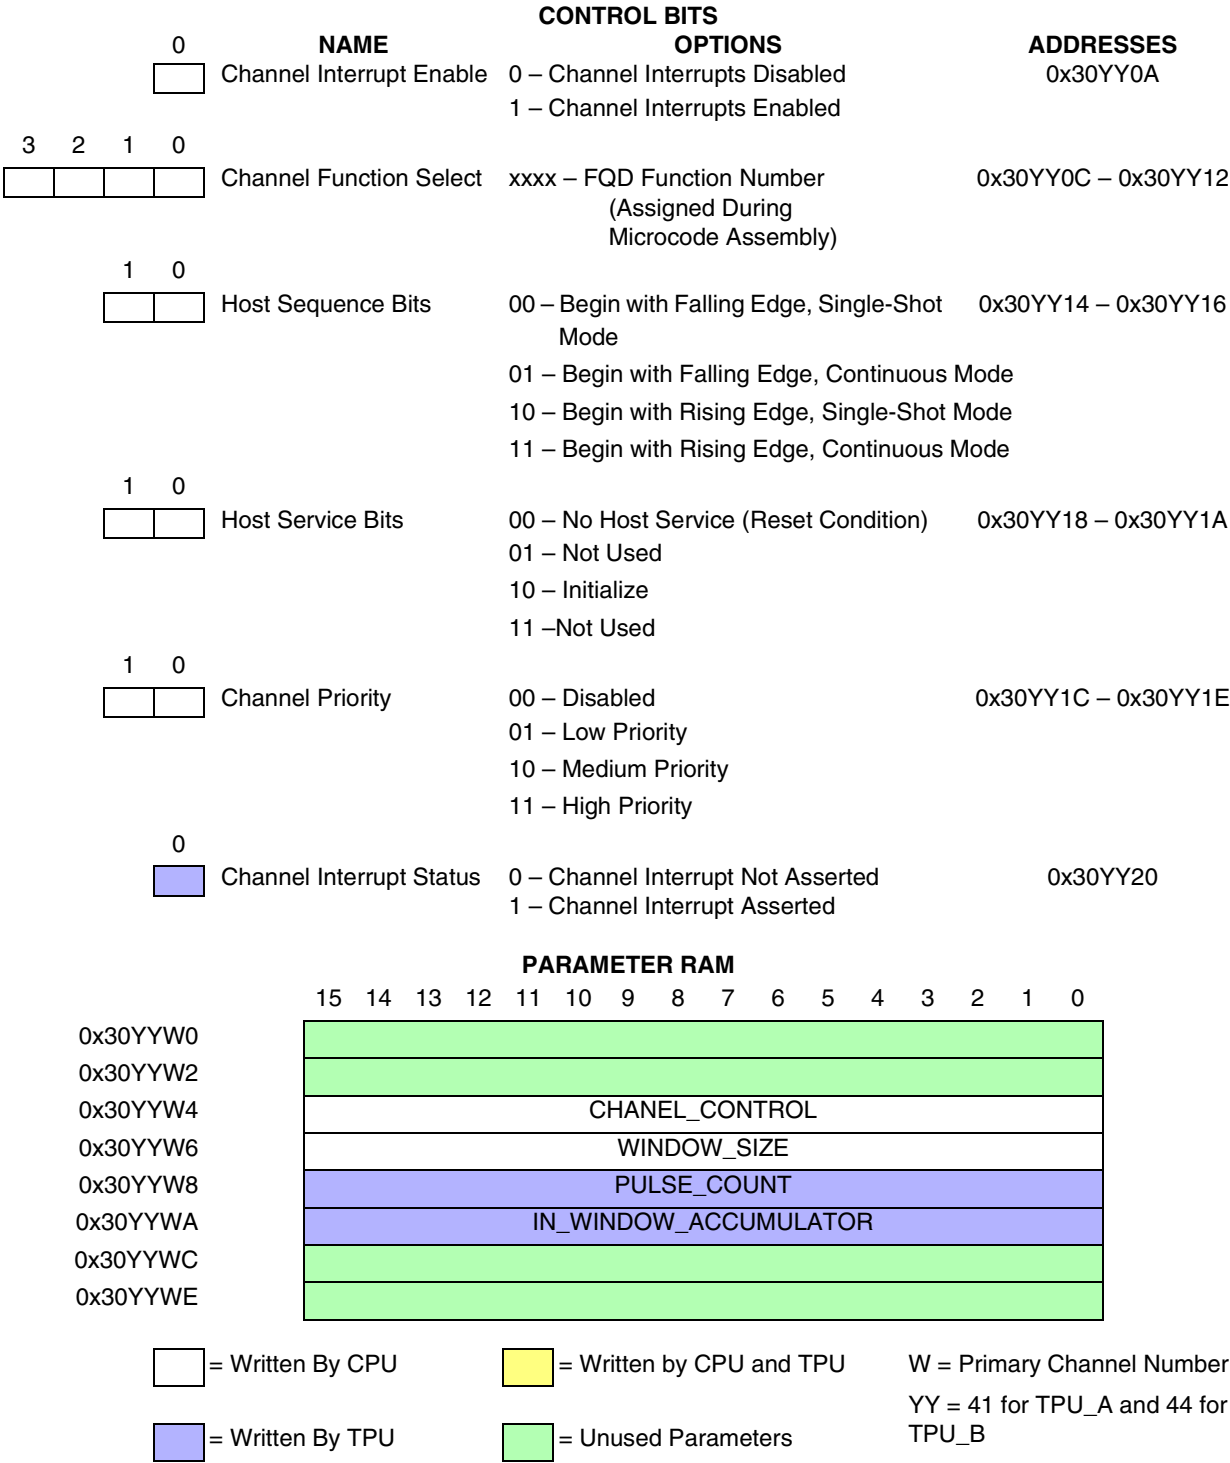 CONTROL BITS
0 NAME OPTIONS ADDRESSES
Channel Interrupt Enable 0 – Channel Interrupts Disabled 0x30YY0A
1 – Channel Interrupts Enabled
3 2 1 0
Channel Function Select xxxx – FQD Function Number 0x30YY0C – 0x30YY12
(Assigned During
Microcode Assembly)
1 0
Host Sequence Bits 00 – Begin with Falling Edge, Single-Shot 0x30YY14 – 0x30YY16
Mode
01 – Begin with Falling Edge, Continuous Mode
10 – Begin with Rising Edge, Single-Shot Mode
11 – Begin with Rising Edge, Continuous Mode
1 0
Host Service Bits 00 – No Host Service (Reset Condition) 0x30YY18 – 0x30YY1A
01 – Not Used
10 – Initialize
11 –Not Used
1 0
Channel Priority 00 – Disabled 0x30YY1C – 0x30YY1E
01 – Low Priority
10 – Medium Priority
11 – High Priority
0
Channel Interrupt Status 0 – Channel Interrupt Not Asserted 0x30YY20
1 – Channel Interrupt Asserted
PARAMETER RAM
15 14 13 12 11 10 9 8 7 6 5 4 3 2 1 0
0x30YYW0
0x30YYW2
0x30YYW4 CHANEL_CONTROL
0x30YYW6 WINDOW_SIZE
0x30YYW8 PULSE_COUNT
0x30YYWA IN_WINDOW_ACCUMULATOR
0x30YYWC
0x30YYWE
= Written By CPU = Written by CPU and TPU W = Primary Channel Number
YY = 41 for TPU_A and 44 for
= Written By TPU = Unused Parameters TPU_B